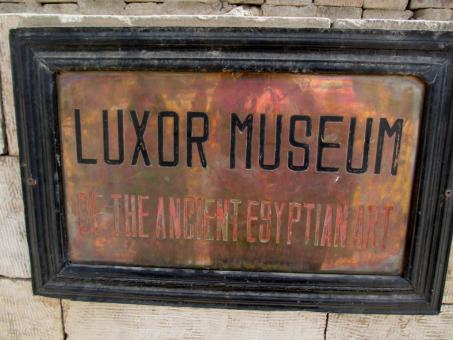 LUXOR MUSEUM
OF THE ANCIENT EGYPTIAN ART